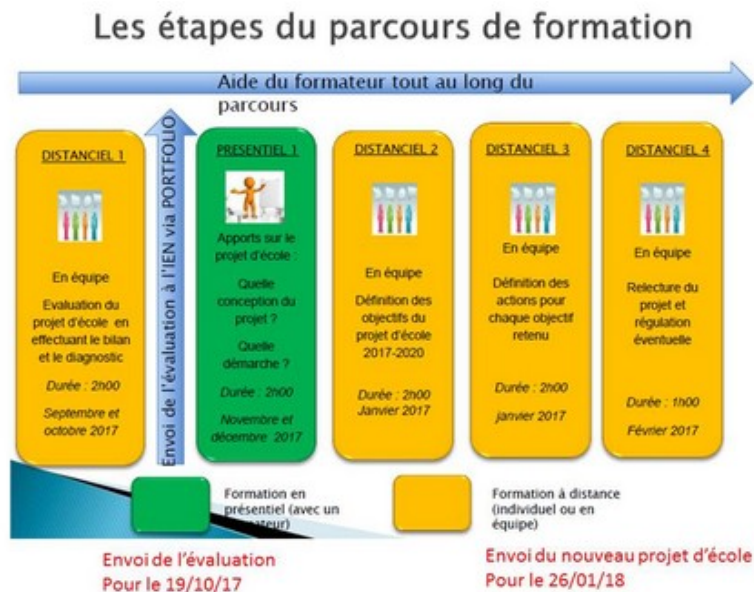 Les étapes du parcours de formation
Aide du formateur tout au long du
parcours
DISTANCIEL 1
En équipe
Evaluation du
projet d'école en
effectuant le bilan
et le diagnostic
Durée : 2h00
Septembre et
octobre 2017
Envoi de l'évaluation à l'IEN via PORTFOLIO
PRESENTIEL 1
Apports sur le
projet d'école :
Quelle
conception du
projet ?
Quelle
démarche ?
Durée : 2h00
Novembre et
décembre 2017
DISTANCIEL 2
En équipe
Définition des
objectifs du
projet d'école
2017-2020
Durée : 2h00
Janvier 2017
DISTANCIEL 3
En équipe
Définition des
actions pour
chaque objectif
retenu
Durée : 2h00
janvier 2017
DISTANCIEL 4
En équipe
Relecture du
projet et
régulation
éventuelle
Durée : 1h00
Février 2017
Formation en
présentiel (avec un
Formation à distance
(individuel ou en
équipe)
Envoi de l'évaluation
Pour le 19/10/17
Envoi du nouveau projet d'école
Pour le 26/01/18